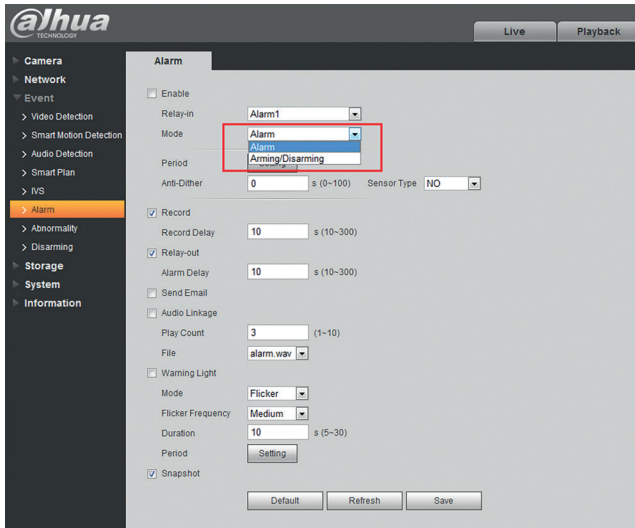 alhua
TECHNOLOGY
Live
Playback
Camera
Network
Event
Video Detection
Smart Motion Detection
Audio Detection
Smart Plan
IVS
Alarm
Abnormality
Disarming
Storage
System
Information
Alarm
Enable
Relay-in Alarm1
Mode Alarm
Alarm
Arming/Disarming
Period Setting
Anti-Dither 0 s (0~100) Sensor Type NO
Record
Record Delay 10 s (10~300)
Relay-out
Alarm Delay 10 s (10~300)
Send Email
Audio Linkage
Play Count 3 (1~10)
File alarm.wav
Warning Light
Mode Flicker
Flicker Frequency Medium
Duration 10 s (5~30)
Period Setting
Snapshot
Default Refresh Save